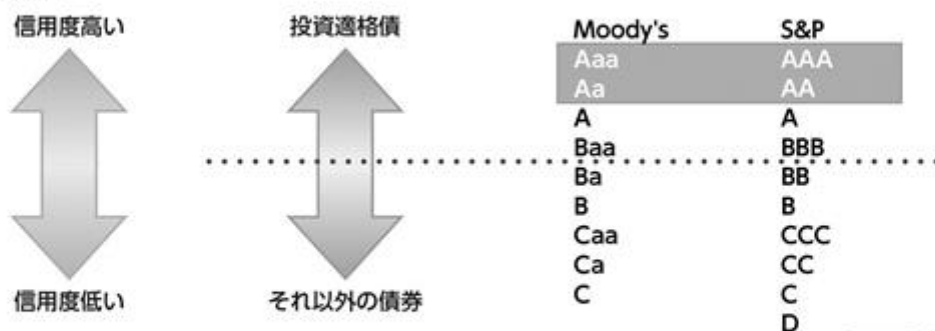 信用度高い 投資適格債 Moody's S&P
Aaa AAA
Aa AA
A A
Baa BBB
Ba BB
B B
Caa CCC
Ca CC
信用度低い それ以外の債券 C C
D